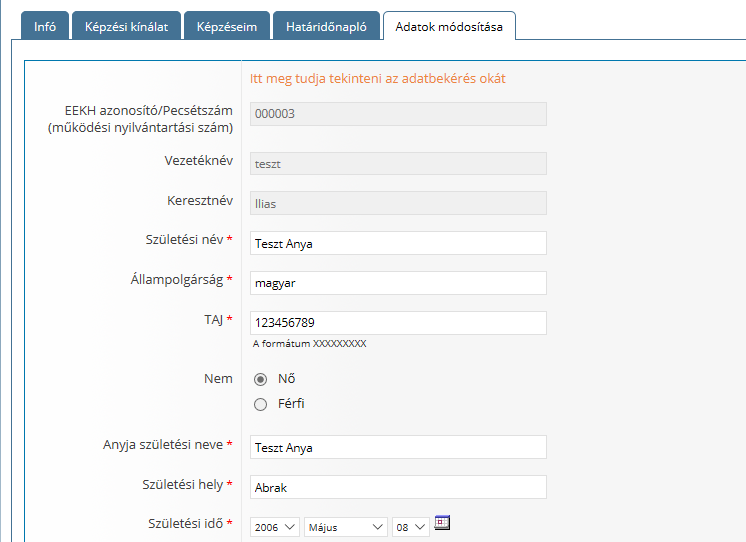 Infó
Képzési kínálat
Képzéseim
Határidőnapló
Adatok módosítása
Itt meg tudja tekinteni az adatbekérés okát
EEKH azonosító/Pecsétszám
(működési nyilvántartási szám)
000003
Vezetéknév
teszt
Keresztnév
Ilias
Születési név *
Teszt Anya
Állampolgárság *
magyar
TAJ *
123456789
A formátum XXXXXXXXX
Nem
Nő
Férfi
Anyja születési neve *
Teszt Anya
Születési hely *
Abrak
Születési idő *
2006 Május 08